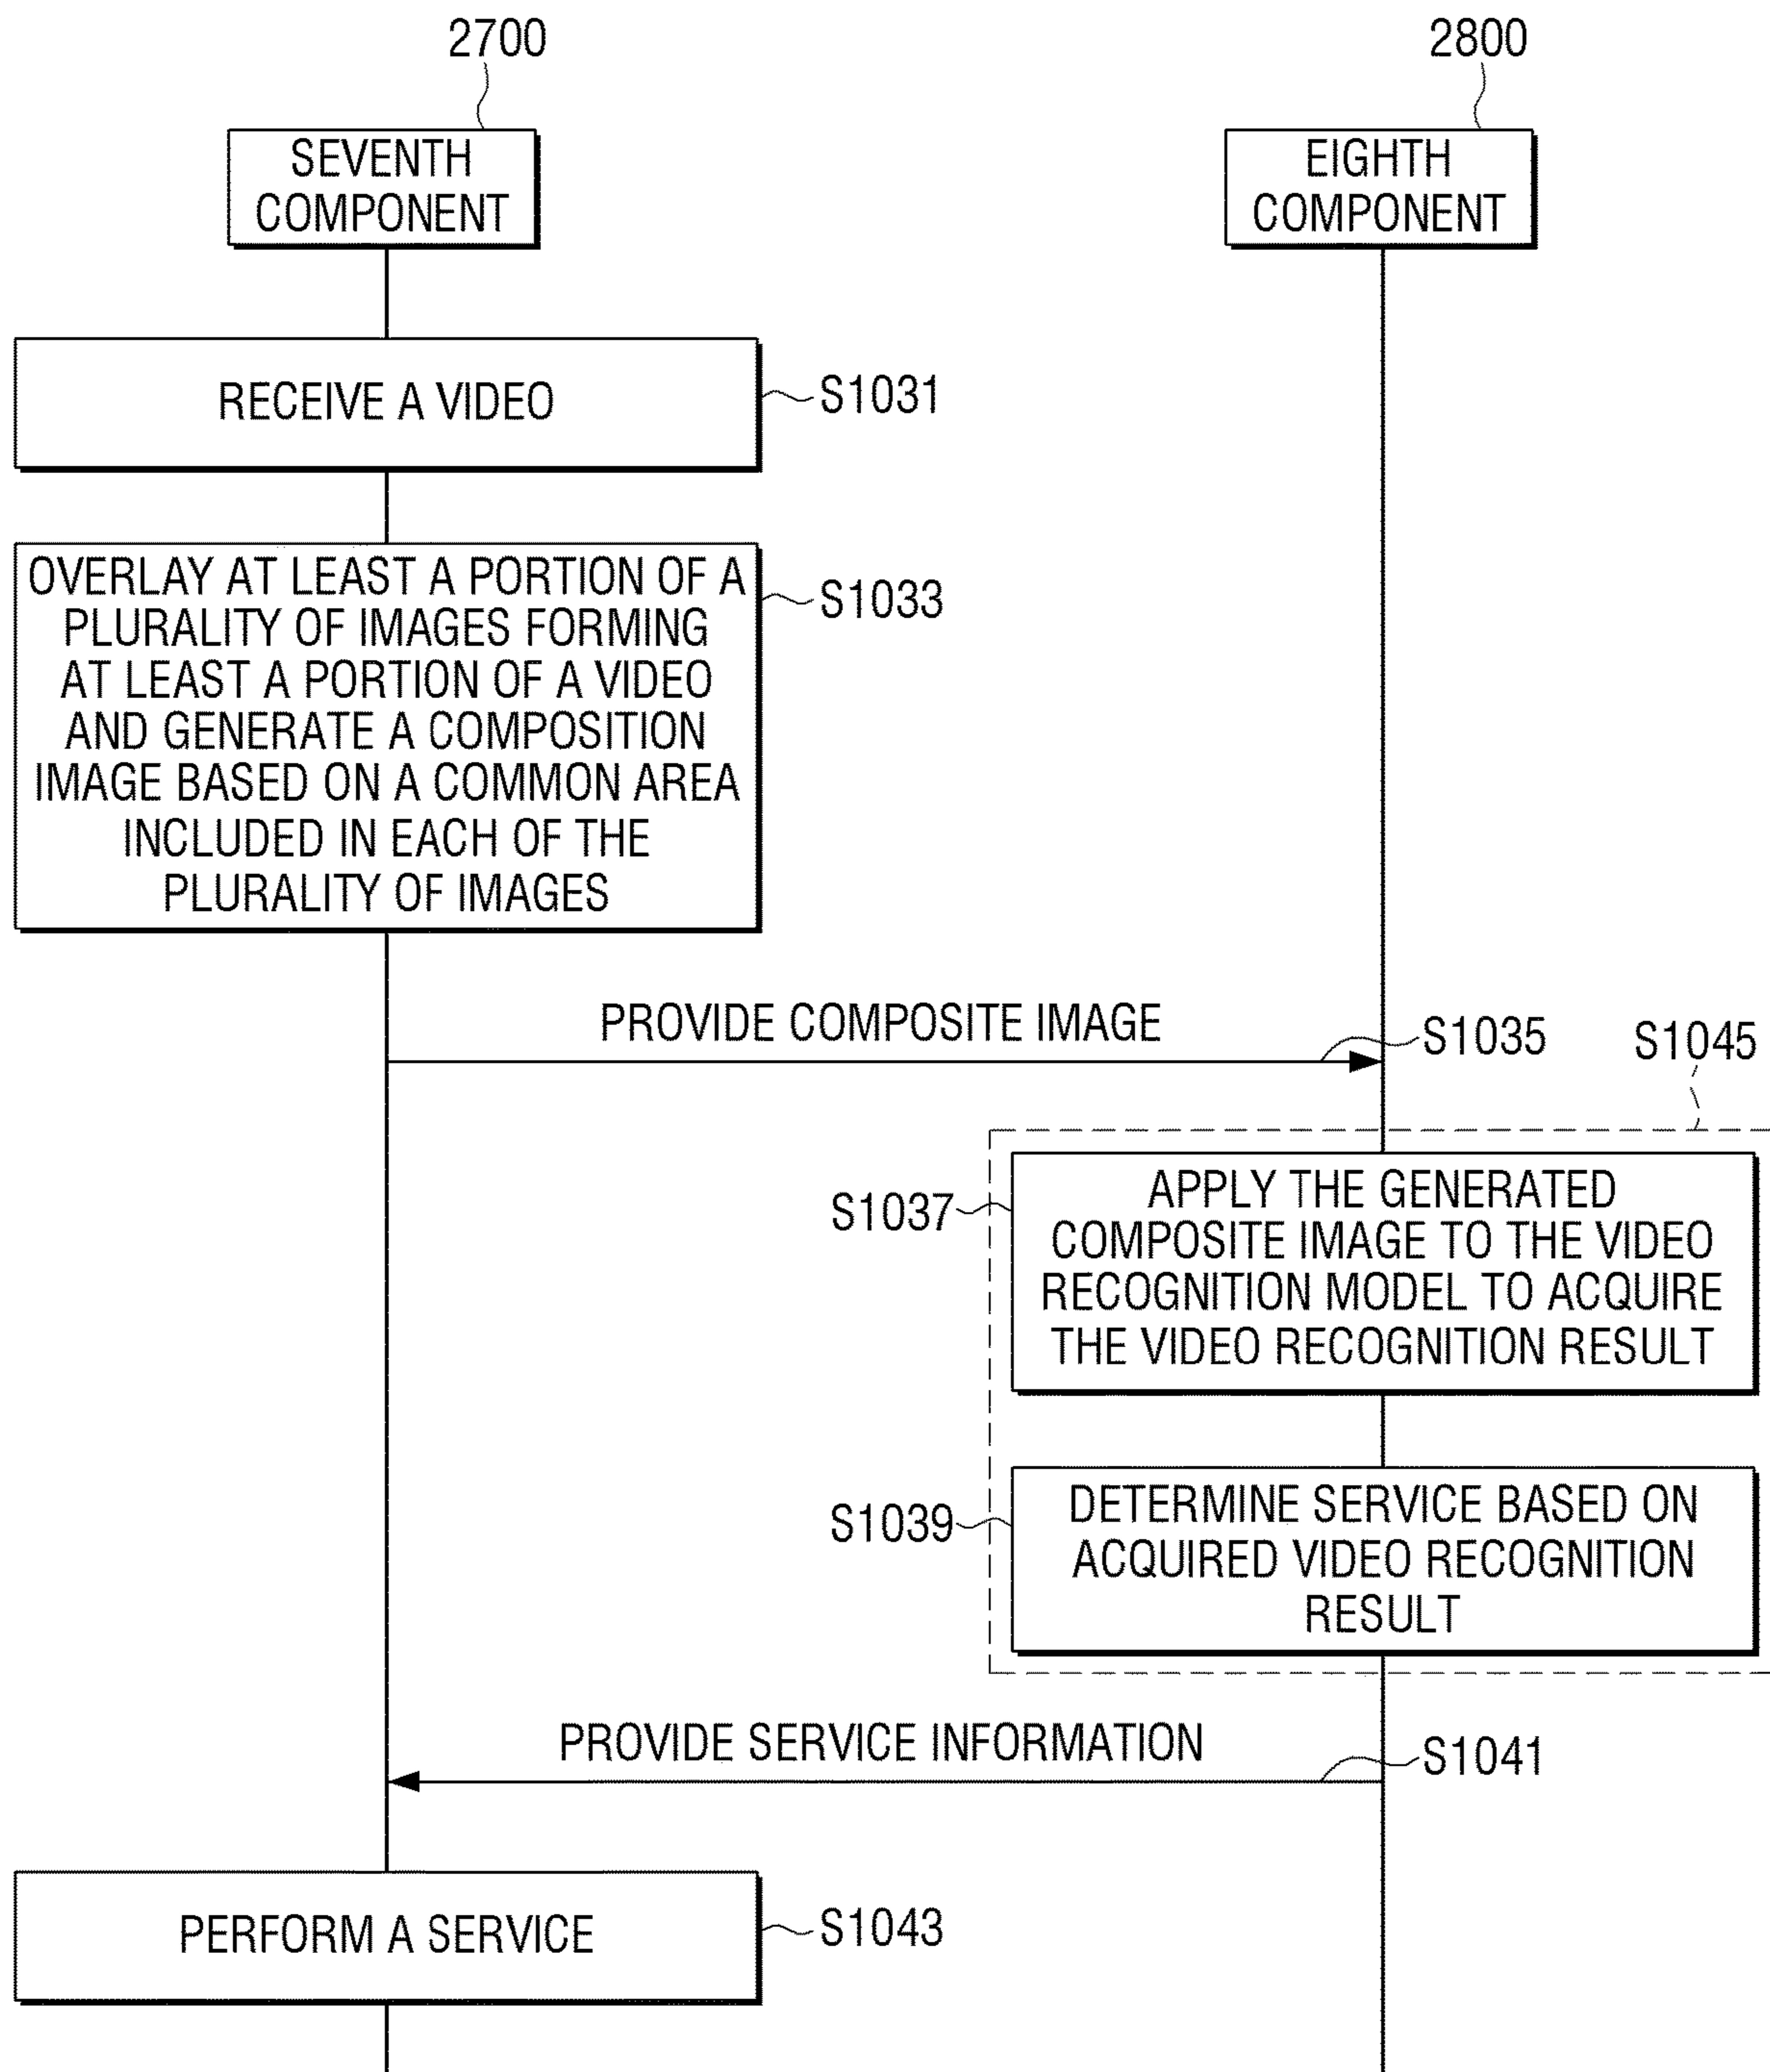 2700
2800
SEVENTH
COMPONENT
EIGHTH
COMPONENT
RECEIVE A VIDEO
S1031
OVERLAY AT LEAST A PORTION OF A
PLURALITY OF IMAGES FORMING
AT LEAST A PORTION OF A VIDEO
AND GENERATE A COMPOSITION
IMAGE BASED ON A COMMON AREA
INCLUDED IN EACH OF THE
PLURALITY OF IMAGES
S1033
PROVIDE COMPOSITE IMAGE
S1035
S1045
S1037
APPLY THE GENERATED
COMPOSITE IMAGE TO THE VIDEO
RECOGNITION MODEL TO ACQUIRE
THE VIDEO RECOGNITION RESULT
S1039
DETERMINE SERVICE BASED ON
ACQUIRED VIDEO RECOGNITION
RESULT
PROVIDE SERVICE INFORMATION
S1041
PERFORM A SERVICE
S1043